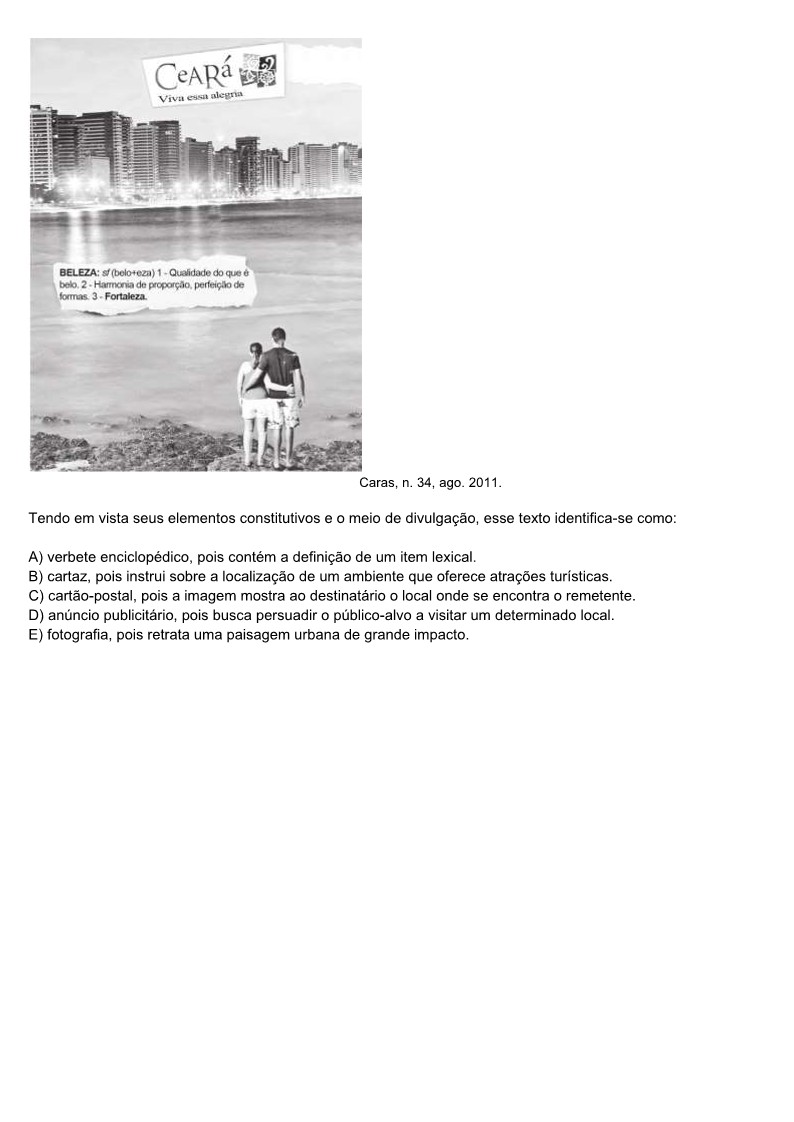 CeARá
Viva essa alegria
BELEZA: sf (belo+eza) 1 - Qualidade do que é
belo. 2 - Harmonia de proporção, perfeição de
formas. 3 - Fortaleza.
Caras, n. 34, ago. 2011.
Tendo em vista seus elementos constitutivos e o meio de divulgação, esse texto identifica-se como:
A) verbete enciclopédico, pois contém a definição de um item lexical.
B) cartaz, pois instrui sobre a localização de um ambiente que oferece atrações turísticas.
C) cartão-postal, pois a imagem mostra ao destinatário o local onde se encontra o remetente.
D) anúncio publicitário, pois busca persuadir o público-alvo a visitar um determinado local.
E) fotografia, pois retrata uma paisagem urbana de grande impacto.